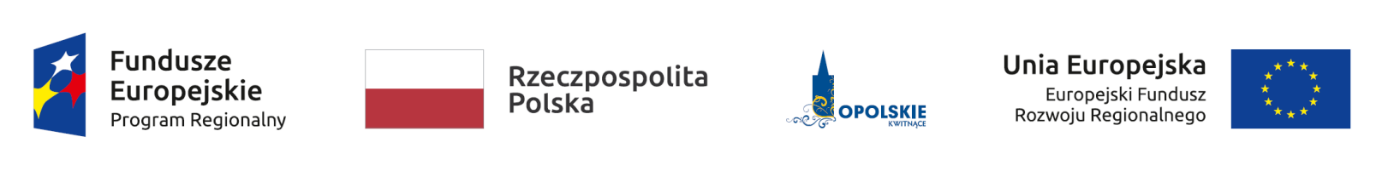 Fundusze
Europejskie
Program Regionalny
Rzeczpospolita
Polska
OPOLSKIE
KWITNĄCE
Unia Europejska
Europejski Fundusz
Rozwoju Regionalnego